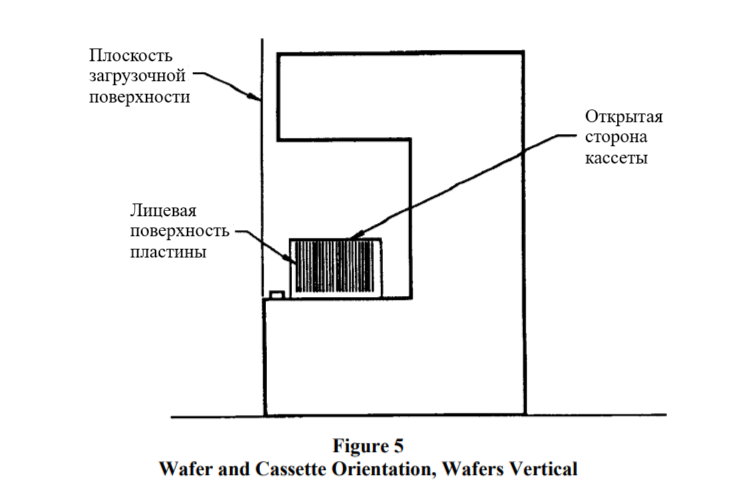 Плоскость
загрузочной
поверхности
Открытая
сторона
кассеты
Лицевая
поверхность
пластины
Figure 5
Wafer and Cassette Orientation, Wafers Vertical